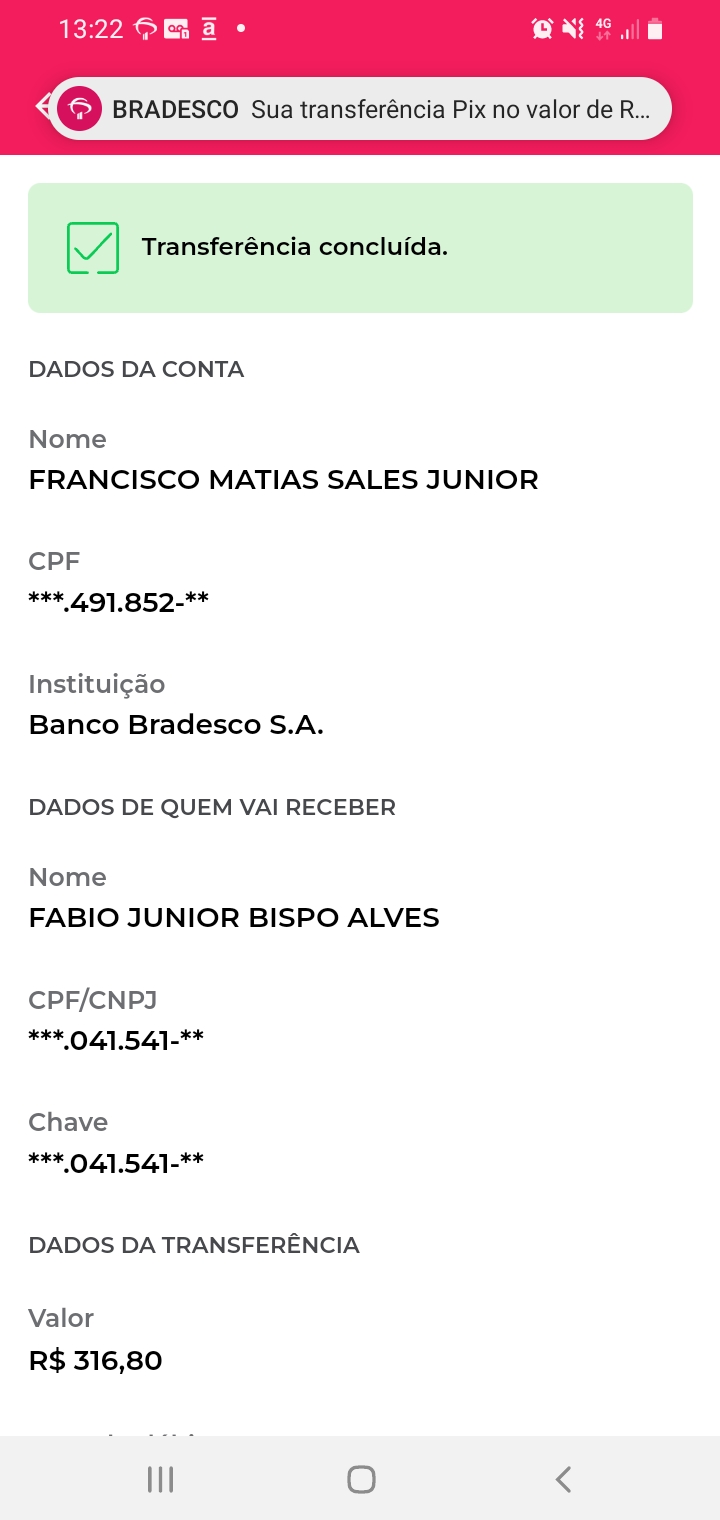 13:22
4G
BRADESCO Sua transferência Pix no valor de R...
Transferência concluída.
DADOS DA CONTA
Nome
FRANCISCO MATIAS SALES JUNIOR
CPF
***.491.852-**
Instituição
Banco Bradesco S.A.
DADOS DE QUEM VAI RECEBER
Nome
FABIO JUNIOR BISPO ALVES
CPF/CNPJ
***.041.541-**
Chave
***.041.541-**
DADOS DA TRANSFERÊNCIA
Valor
R$ 316,80